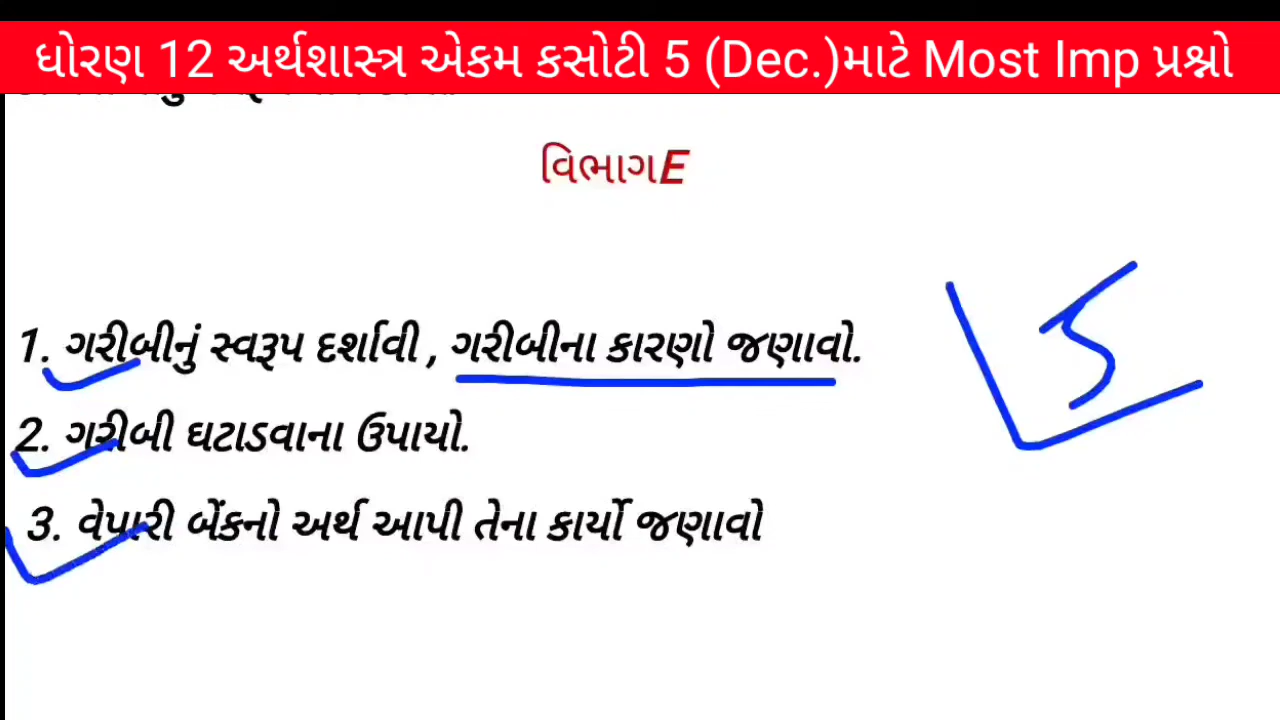 ધોરણ 12 અર્થશાસ્ત્ર એકમ કસોટી 5 (Dec.)માટે Most Imp પ્રશ્નો
વિભાગE
1. ગરીબીનું સ્વરૂપ દર્શાવી , ગરીબીના કારણો જણાવો.
2. ગરીબી ઘટાડવાના ઉપાયો.
3. વેપારી બેંકનો અર્થ આપી તેના કાર્યો જણાવો